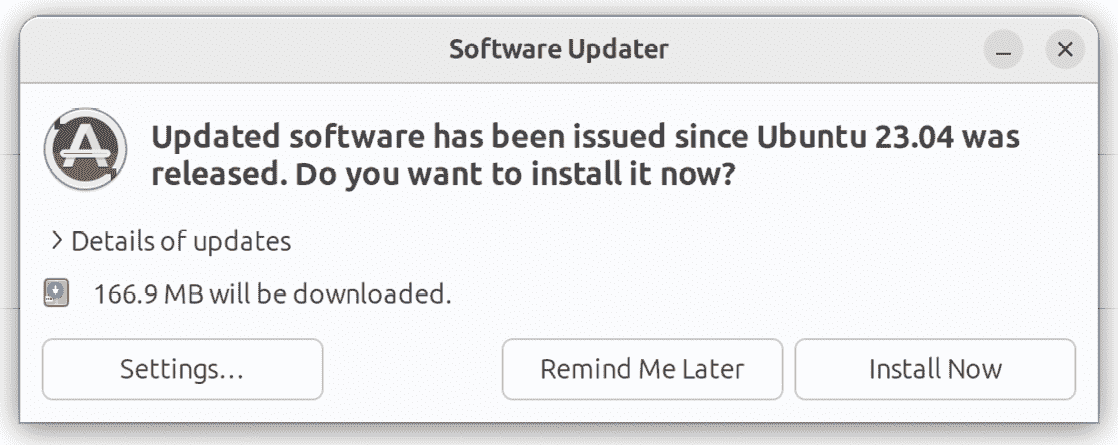 Software Updater
Updated software has been issued since Ubuntu 23.04 was
released. Do you want to install it now?
Details of updates
166.9 MB will be downloaded.
Settings...
Remind Me Later
Install Now